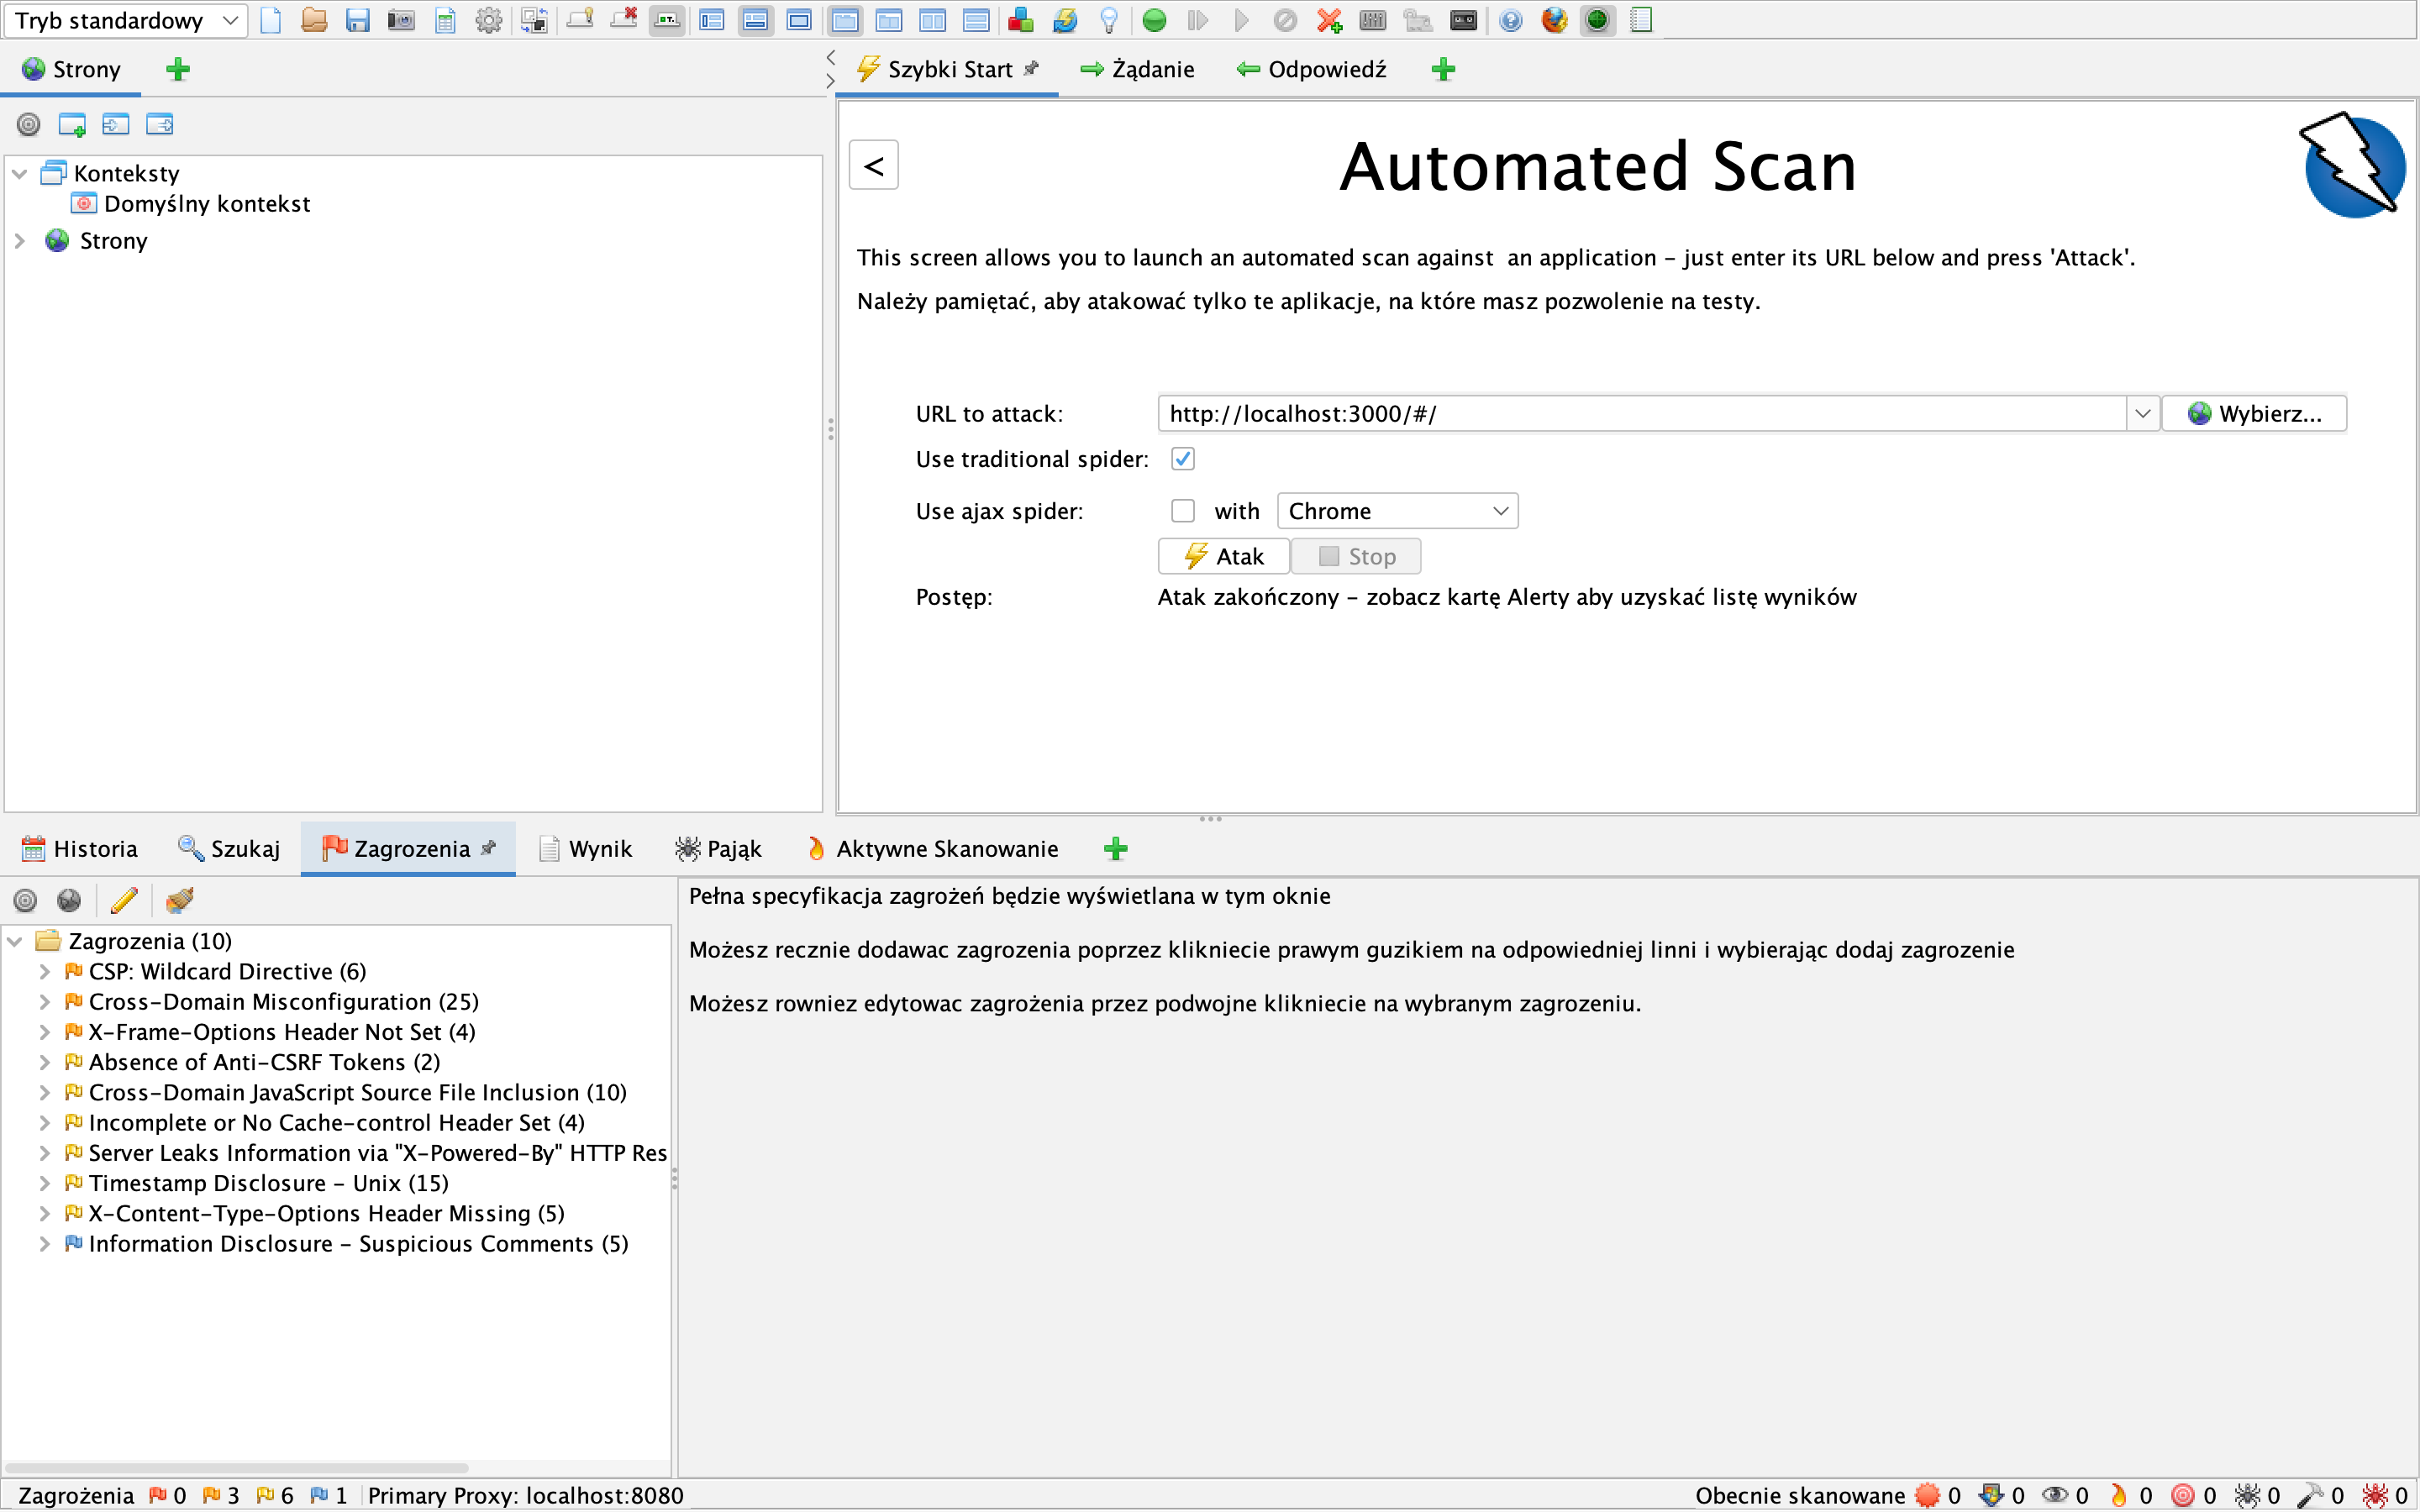 Tryb standardowy
Strony
Szybki Start
Żądanie
Odpowiedź
Konteksty
Domyślny kontekst
Strony
<
Automated Scan
This screen allows you to launch an automated scan against  an application – just enter its URL below and press 'Attack'.
Należy pamiętać, aby atakować tylko te aplikacje, na które masz pozwolenie na testy.
URL to attack: http://localhost:3000/#/ Wybierz...
Use traditional spider:
Use ajax spider: with Chrome
Atak Stop
Postęp: Atak zakończony – zobacz kartę Alerty aby uzyskać listę wyników
Historia Szukaj Zagrozenia Wynik Pająk Aktywne Skanowanie
Zagrozenia (10)
CSP: Wildcard Directive (6)
Cross-Domain Misconfiguration (25)
X-Frame-Options Header Not Set (4)
Absence of Anti-CSRF Tokens (2)
Cross-Domain JavaScript Source File Inclusion (10)
Incomplete or No Cache-control Header Set (4)
Server Leaks Information via "X-Powered-By" HTTP Res
Timestamp Disclosure – Unix (15)
X-Content-Type-Options Header Missing (5)
Information Disclosure – Suspicious Comments (5)
Pełna specyfikacja zagrożeń będzie wyświetlana w tym oknie
Możesz recznie dodawac zagrozenia poprzez klikniecie prawym guzikiem na odpowiedniej linni i wybierając dodaj zagrozenie
Możesz rowniez edytowac zagrożenia przez podwojne klikniecie na wybranym zagrozeniu.
Zagrożenia 0 3 6 1 Primary Proxy: localhost:8080
Obecnie skanowane 0 0 0 0 0 0 0 0